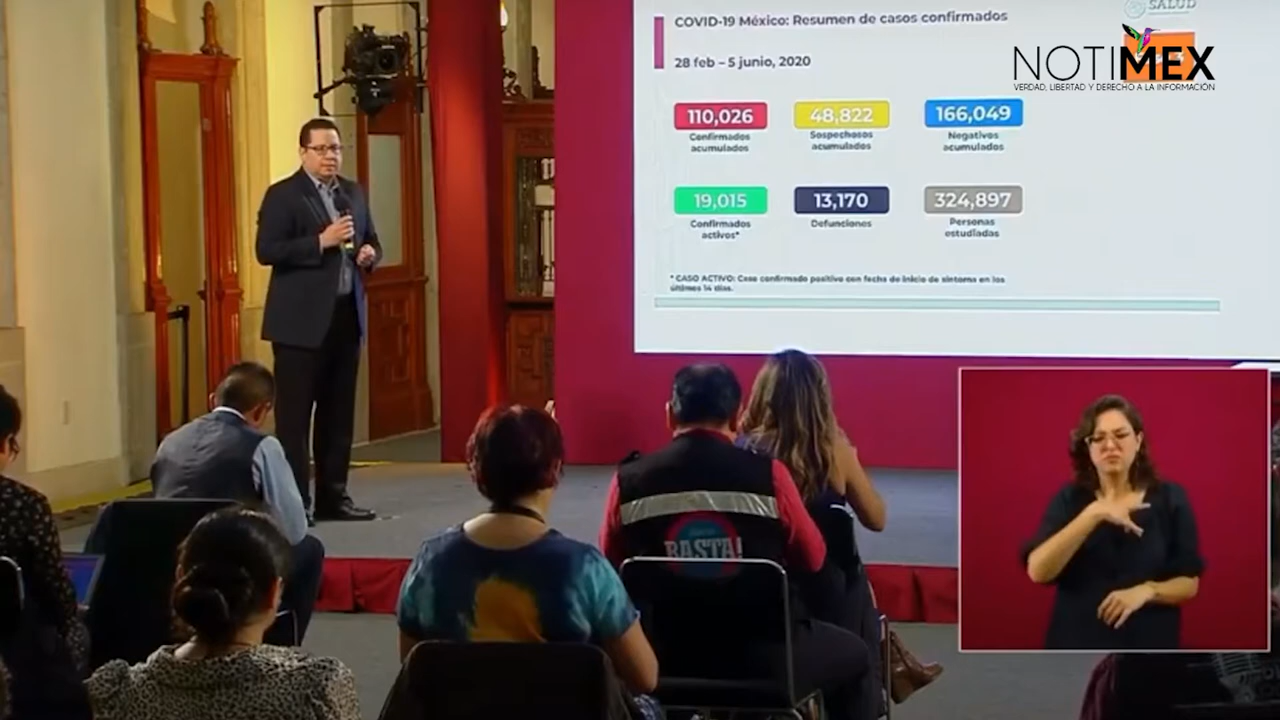 COVID-19 México: Resumen de casos confirmados
28 feb – 5 junio, 2020
SALUD
NOTIMEX
VERDAD, LIBERTAD Y DERECHO A LA INFORMACIÓN
110,026
Confirmados
acumulados
48,822
Sospechosos
acumulados
166,049
Negativos
acumulados
19,015
Confirmados
activos*
13,170
Defunciones
324,897
Personas
estudiadas
* CASO ACTIVO: Caso confirmado positivo con fecha de inicio de síntoma en los
últimos 14 días.
BASTA!